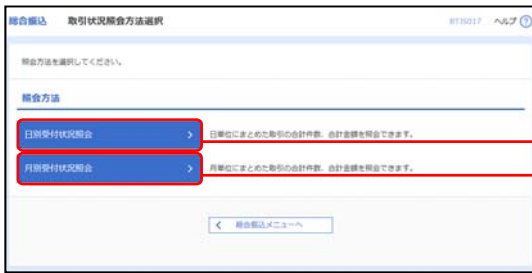 総合振込 取引状況照会方法選択 BTJS017 ヘルプ ?
照会方法を選択してください。
照会方法
日別受付状況照会 > 日単位にまとめた取引の合計件数、合計金額を照会できます。
月別受付状況照会 > 月単位にまとめた取引の合計件数、合計金額を照会できます。
< 総合振込メニューへ